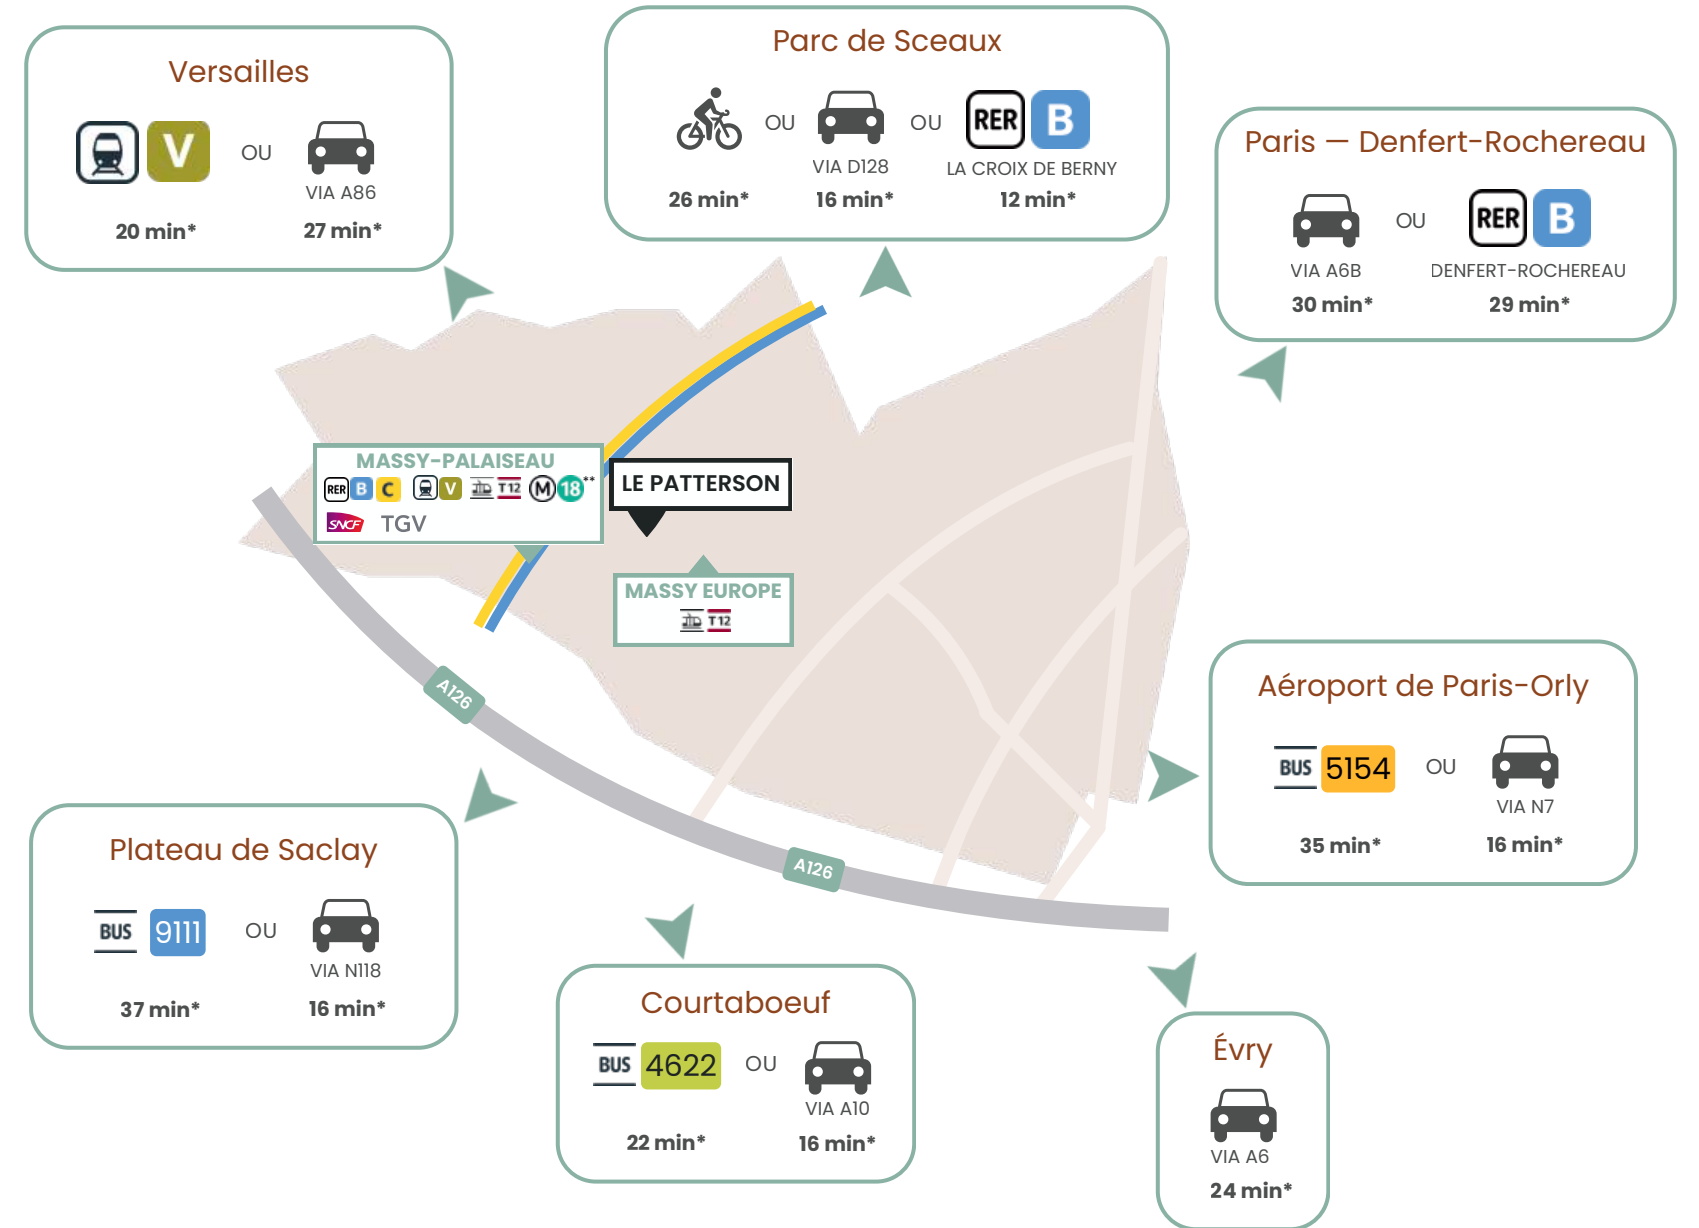 Versailles
V
OU
VIA A86
20 min*
27 min*
Parc de Sceaux
OU
OU
RER B
VIA D128
LA CROIX DE BERNY
26 min*
16 min*
12 min*
Paris — Denfert-Rochereau
OU
RER B
VIA A6B
DENFERT-ROCHEREAU
30 min*
29 min*
MASSY-PALAISEAU
RER B C V T12 M 18**
SNCF TGV
LE PATTERSON
MASSY EUROPE
T12
A126
A126
Aéroport de Paris-Orly
BUS 5154
OU
VIA N7
35 min*
16 min*
Plateau de Saclay
BUS 9111
OU
VIA N118
37 min*
16 min*
Courtaboeuf
BUS 4622
OU
VIA A10
22 min*
16 min*
Évry
VIA A6
24 min*